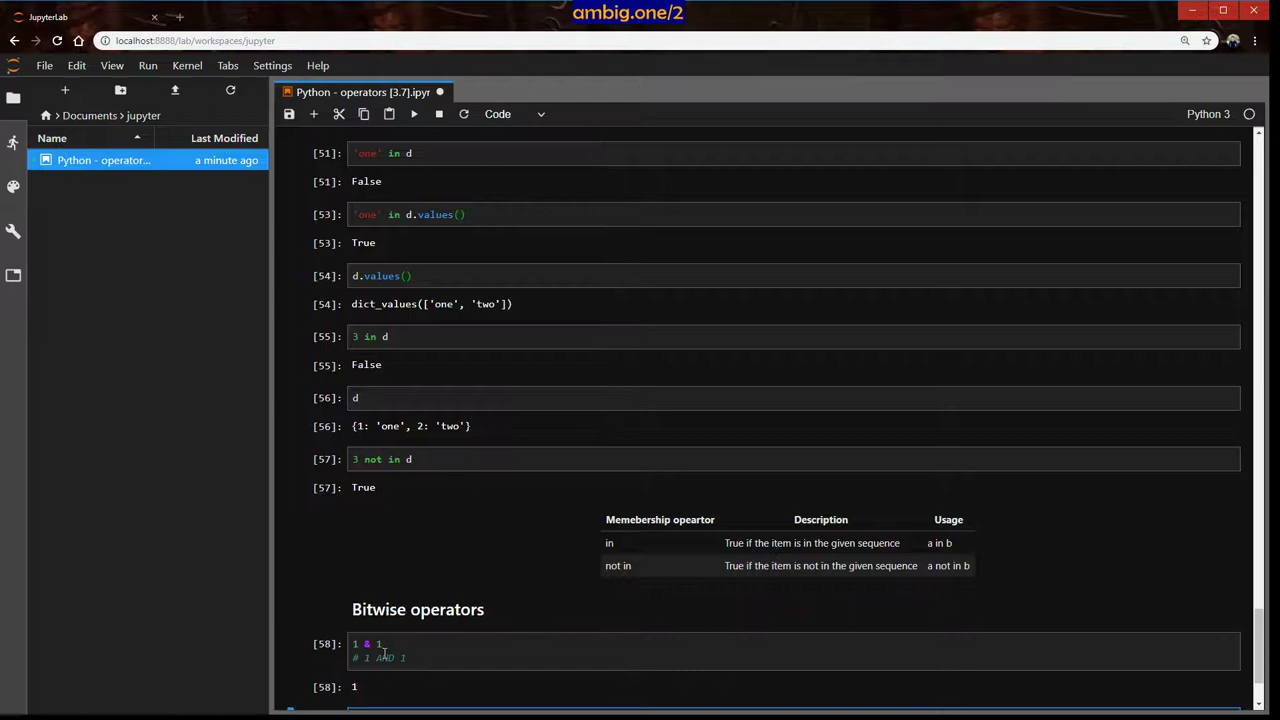 ambig.one/2
JupyterLab
localhost:8888/lab/workspaces/jupyter
File Edit View Run Kernel Tabs Settings Help
Python - operators [3.7].ipyr
Documents jupyter
Code
Python 3
Name Last Modified
Python - operator... a minute ago
[51]: 'one' in d
[51]: False
[53]: 'one' in d.values()
[53]: True
[54]: d.values()
[54]: dict_values(['one', 'two'])
[55]: 3 in d
[55]: False
[56]: d
[56]: {1: 'one', 2: 'two'}
[57]: 3 not in d
[57]: True
Memebership opeartor Description Usage
in True if the item is in the given sequence a in b
not in True if the item is not in the given sequence a not in b
Bitwise operators
[58]: 1 & 1
# 1 AND 1
[58]: 1